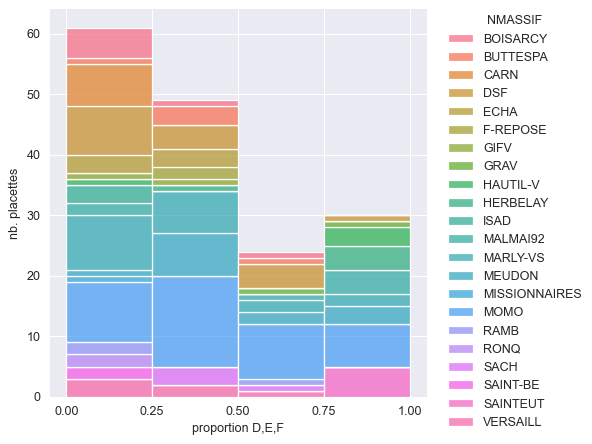 NMASSIF
BOISARCY
BUTTESPA
CARN
DSF
ECHA
F-REPOSE
GIFV
GRAV
HAUTIL-V
HERBELAY
ISAD
MALMAI92
MARLY-VS
MEUDON
MISSIONNAIRES
MOMO
RAMB
RONQ
SACH
SAINT-BE
SAINTEUT
VERSAILL
60
50
40
30
20
10
0
nb. placettes
0.00 0.25 0.50 0.75 1.00
proportion D,E,F